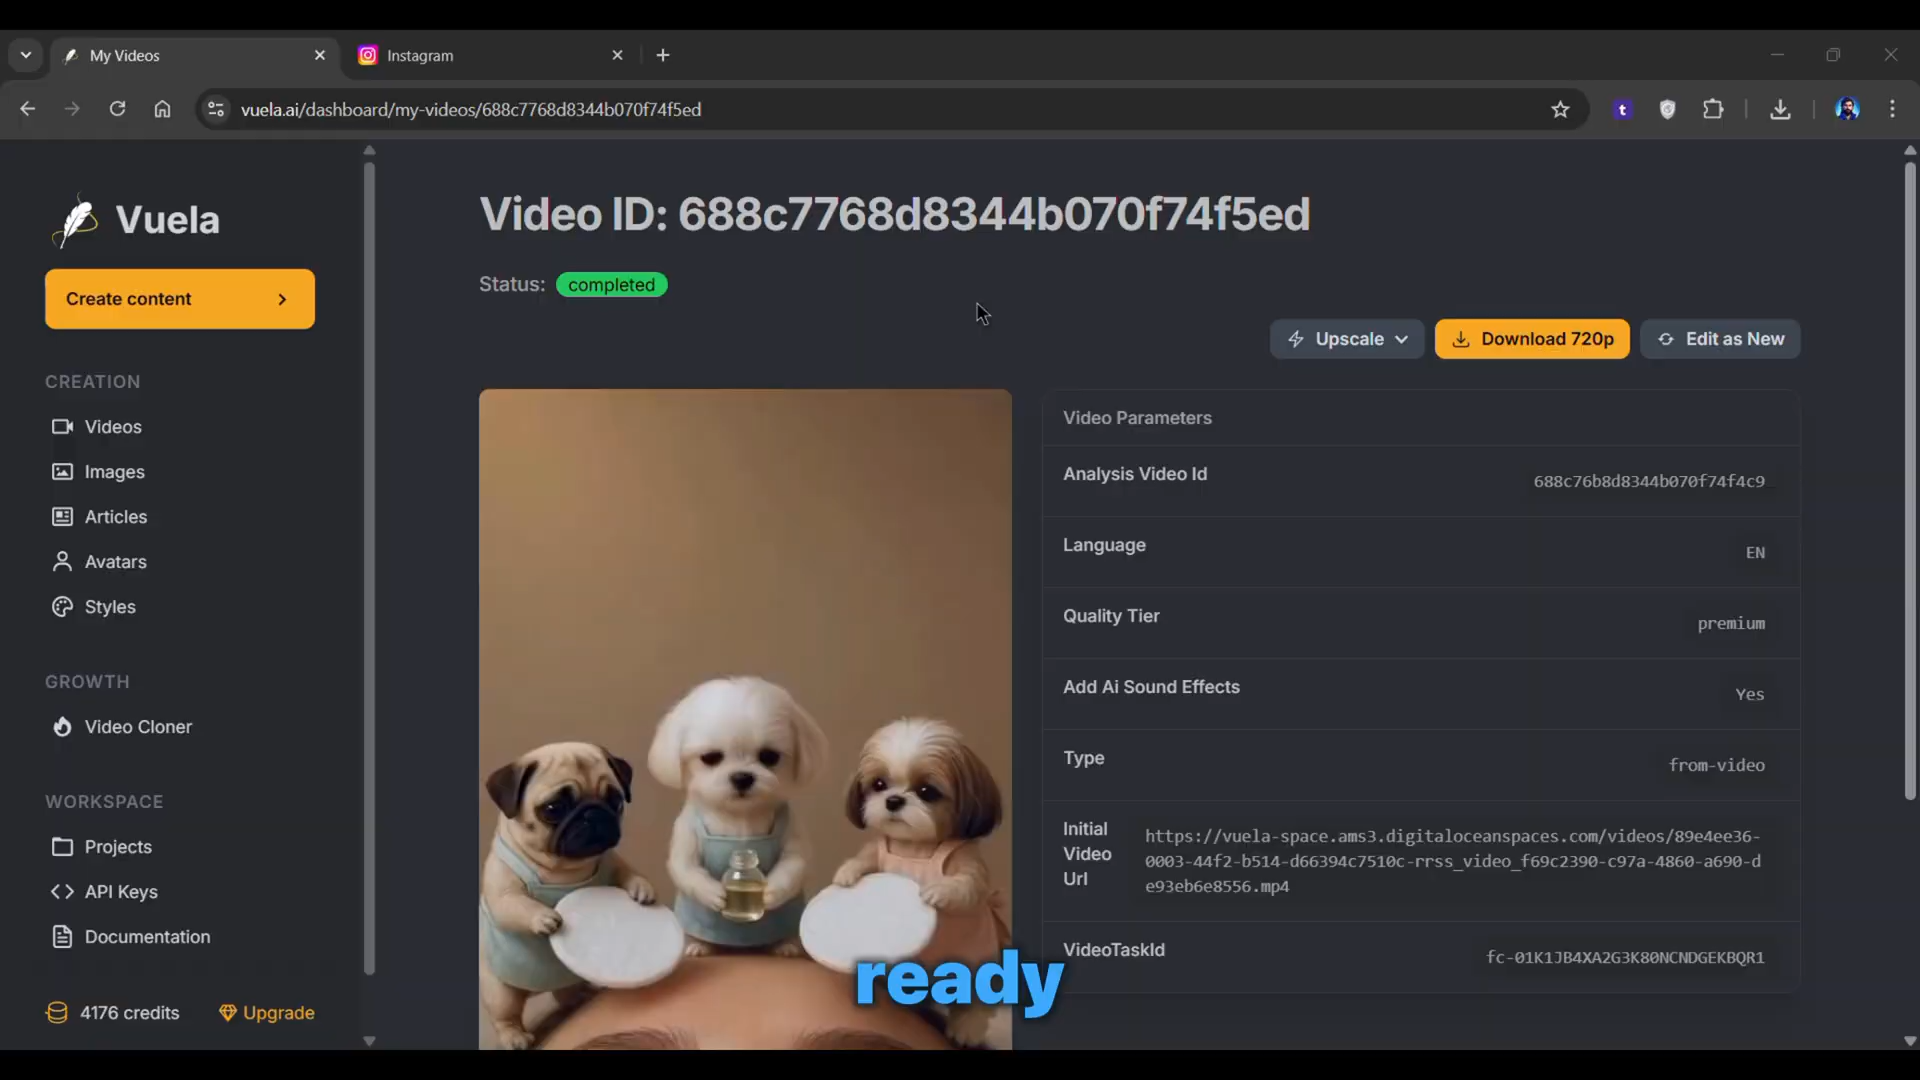 My Videos
Instagram
vuela.ai/dashboard/my-videos/688c7768d8344b070f74f5ed
t
Vuela
Create content
CREATION
Videos
Images
Articles
Avatars
Styles
GROWTH
Video Cloner
WORKSPACE
Projects
API Keys
Documentation
4176 credits
Upgrade
Video ID: 688c7768d8344b070f74f5ed
Status: completed
Upscale
Download 720p
Edit as New
Video Parameters
Analysis Video Id
688c76b8d8344b070f74f4c9
Language
EN
Quality Tier
premium
Add Ai Sound Effects
Yes
Type
from-video
Initial
Video
Url
https://vuela-space.ams3.digitaloceanspaces.com/videos/89e4ee36-
0003-44f2-b514-d66394c7510c-rrss_video_f69c2390-c97a-4860-a690-d
e93eb6e8556.mp4
VideoTaskId
fc-01K1JB4XA2G3K80NCNDGEKBQR1
ready